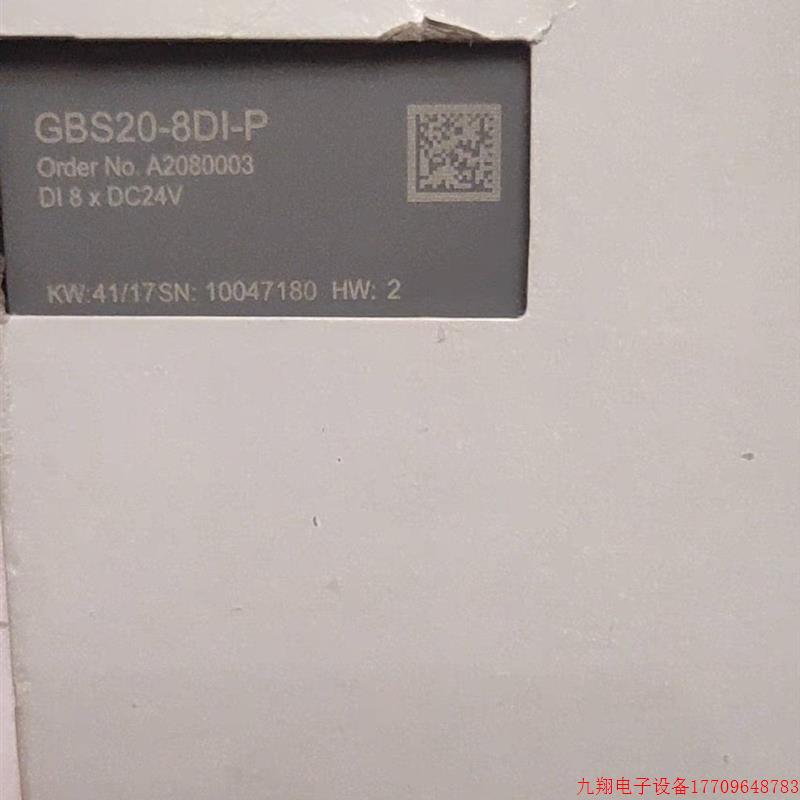 GBS20-8DI-P
Order No. A2080003
DI 8 x DC24V
KW:41/17SN: 10047180 HW: 2
九翔电子设备17709648783